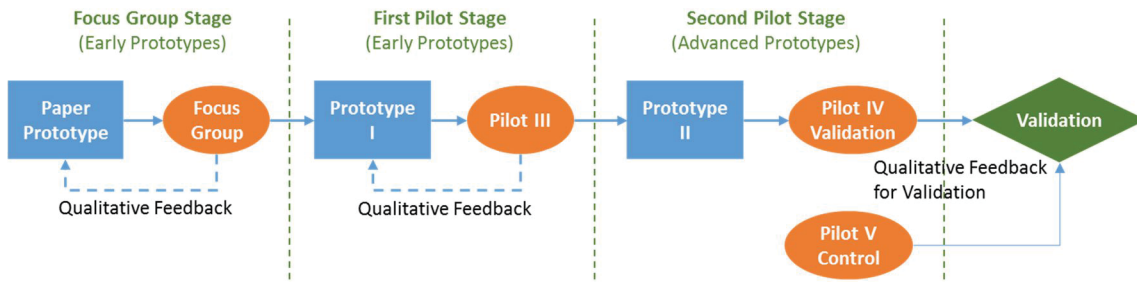 Focus Group Stage
(Early Prototypes)
First Pilot Stage
(Early Prototypes)
Second Pilot Stage
(Advanced Prototypes)
Paper
Prototype
Focus
Group
Prototype
I
Pilot III
Prototype
II
Pilot IV
Validation
Validation
Qualitative Feedback
Qualitative Feedback
Qualitative Feedback
for Validation
Pilot V
Control